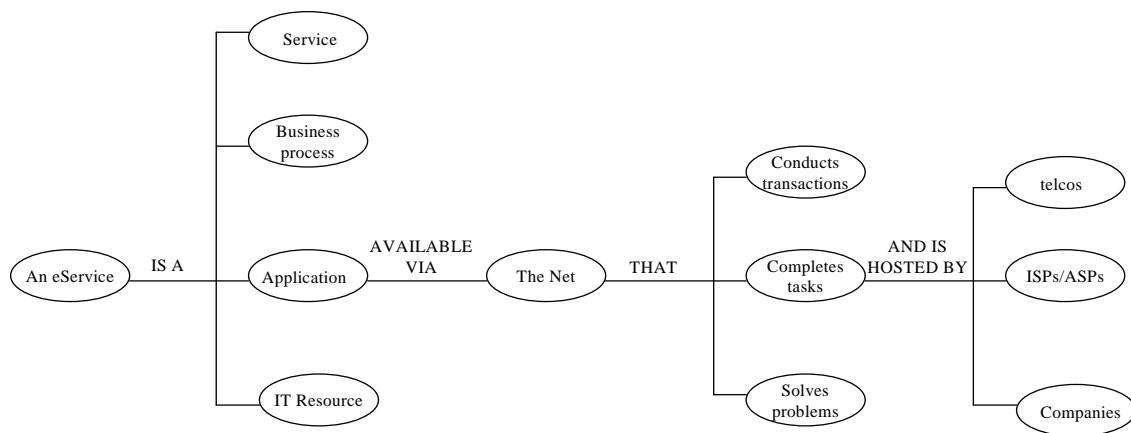 Service
Business
process
An eService
IS A
Application
IT Resource
AVAILABLE
VIA
The Net
THAT
Conducts
transactions
Completes
tasks
Solves
problems
AND IS
HOSTED BY
telcos
ISPs/ASPs
Companies